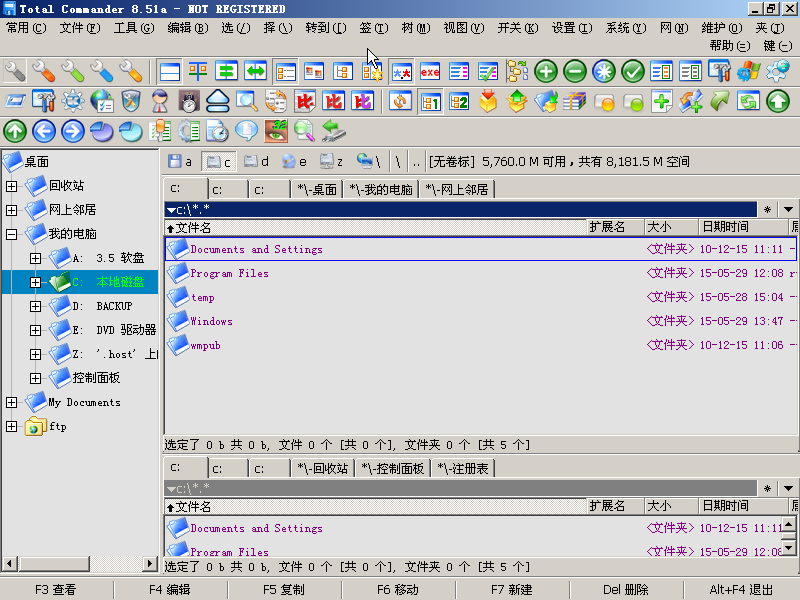 Total Commander 8.51a - NOT REGISTERED
常用(C) 文件(F) 工具(G) 编辑(B) 选(/) 择(\) 转到(I) 签(T) 树(M) 视图(V) 开关(K) 设置(I) 系统(Y) 网(N) 维护(O) 夹(J)
帮助(E) 键(-)
exe
桌面
回收站
网上邻居
我的电脑
A: 3.5 软盘
C: 本地磁盘
D: BACKUP
E: DVD 驱动器
Z: '.host' 上
控制面板
My Documents
ftp
a c d e z \ \ .. [无卷标] 5,760.0 M 可用，共有 8,181.5 M 空间
c: c: c: *\-桌面 *\-我的电脑 *\-网上邻居
c:\*.* *
文件名 扩展名 大小 日期时间
Documents and Settings <文件夹> 10-12-15 11:11 -
Program Files <文件夹> 15-05-29 12:08 r
temp <文件夹> 15-05-28 15:04 -
Windows <文件夹> 15-05-29 13:47 -
wmpub <文件夹> 10-12-15 11:06 -
选定了 0 b 共 0 b, 文件 0 个 [共 0 个], 文件夹 0 个 [共 5 个]
c: c: c: *\-回收站 *\-控制面板 *\-注册表
c:\*.* *
文件名 扩展名 大小 日期时间
Documents and Settings <文件夹> 10-12-15 11:11
Program Files <文件夹> 15-05-29 12:08
选定了 0 b 共 0 b, 文件 0 个 [共 0 个], 文件夹 0 个 [共 5 个]
F3 查看 F4 编辑 F5 复制 F6 移动 F7 新建 Del 删除 Alt+F4 退出